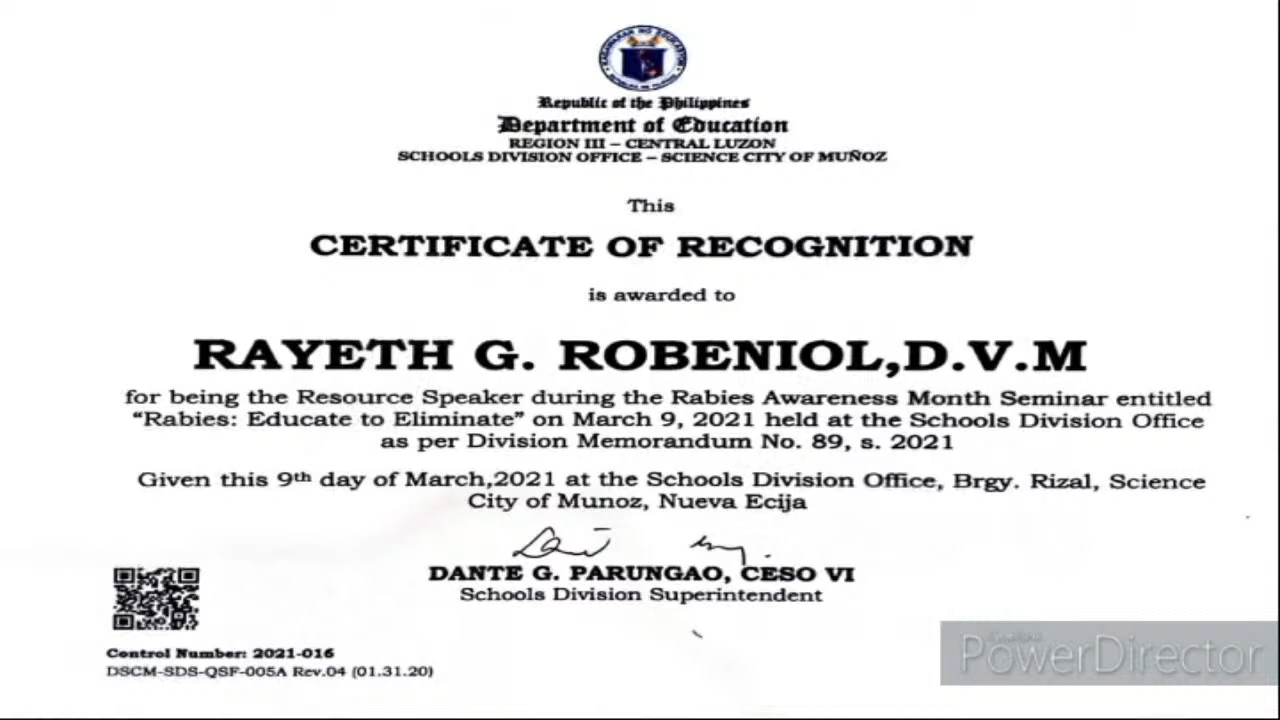 Republic of the Philippines
Department of Education
REGION III – CENTRAL LUZON
SCHOOLS DIVISION OFFICE – SCIENCE CITY OF MUÑOZ
This
CERTIFICATE OF RECOGNITION
is awarded to
RAYETH G. ROBENIOL,D.V.M
for being the Resource Speaker during the Rabies Awareness Month Seminar entitled
“Rabies: Educate to Eliminate” on March 9, 2021 held at the Schools Division Office
as per Division Memorandum No. 89, s. 2021
Given this 9th day of March,2021 at the Schools Division Office, Brgy. Rizal, Science
City of Munoz, Nueva Ecija
DANTE G. PARUNGAO, CESO VI
Schools Division Superintendent
Control Number: 2021-016
DSCM-SDS-QSF-005A Rev.04 (01.31.20)
PowerDirector